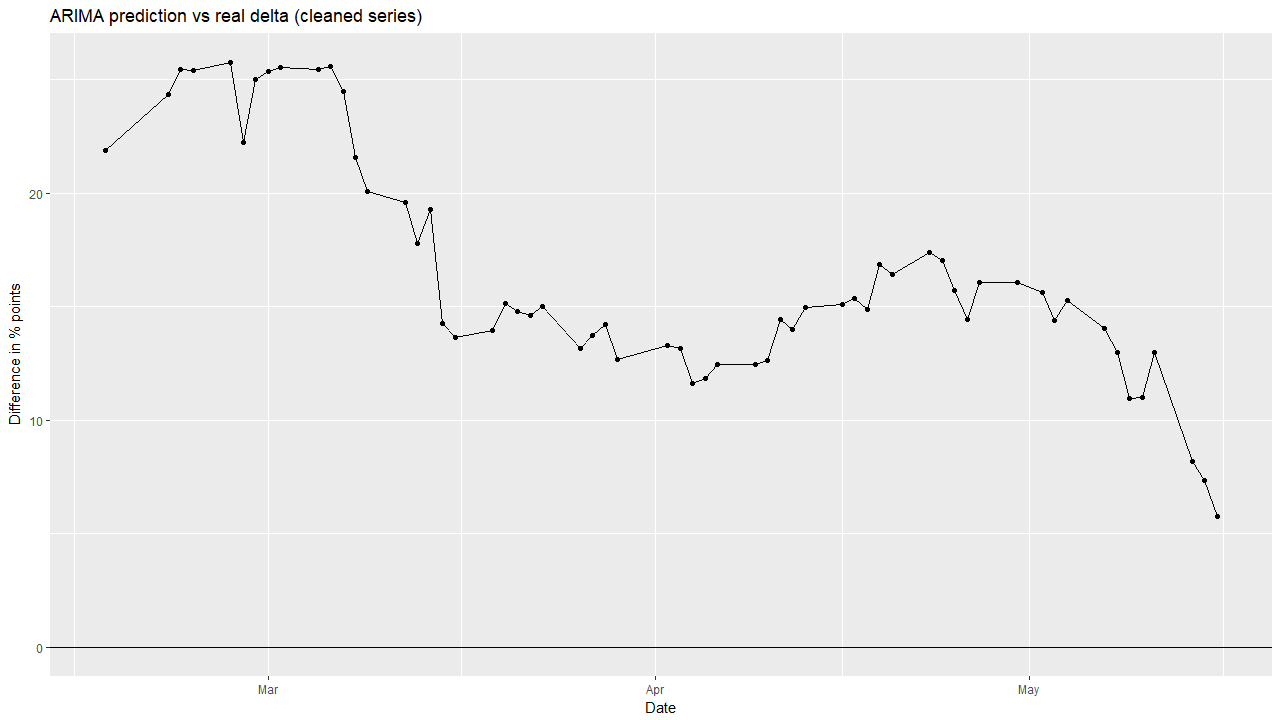 ARIMA prediction vs real delta (cleaned series)
Difference in % points
20
10
0
Mar
Apr
May
Date